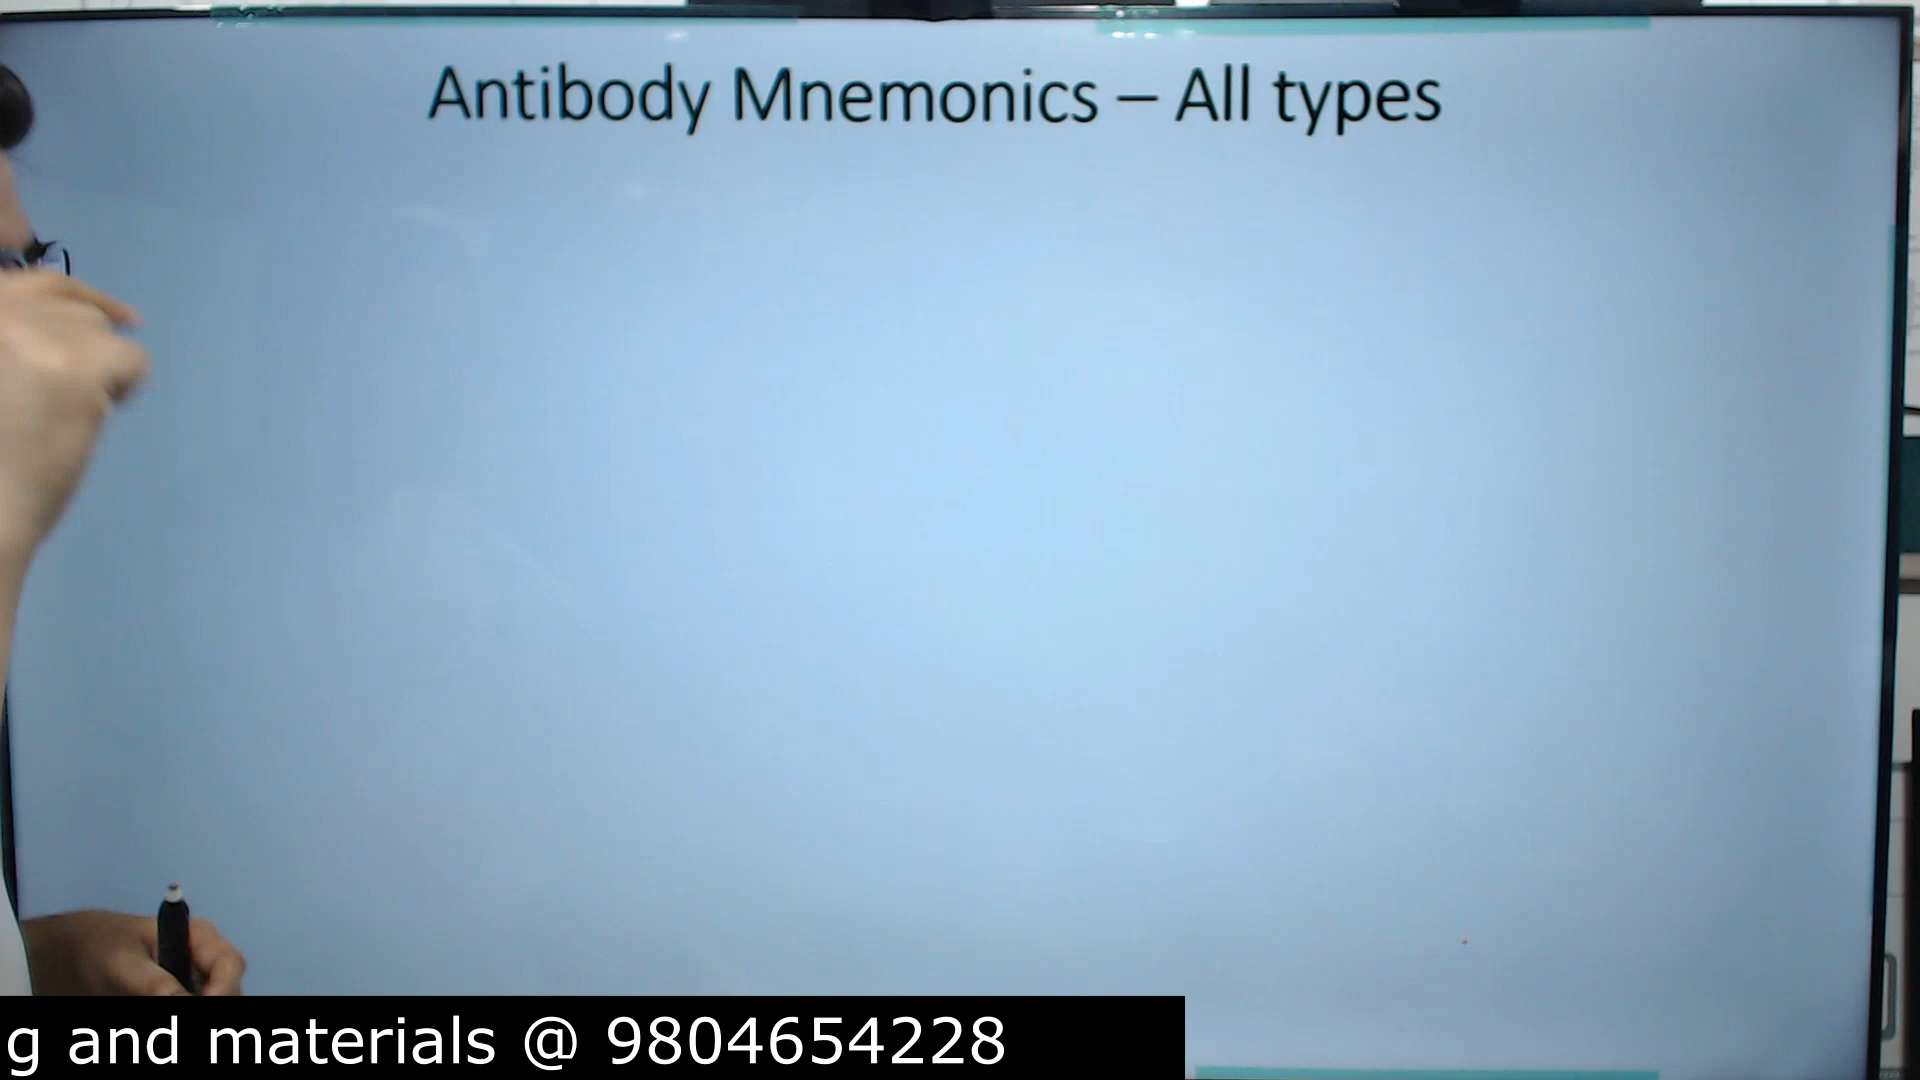 Antibody Mnemonics – All types
g and materials @ 9804654228